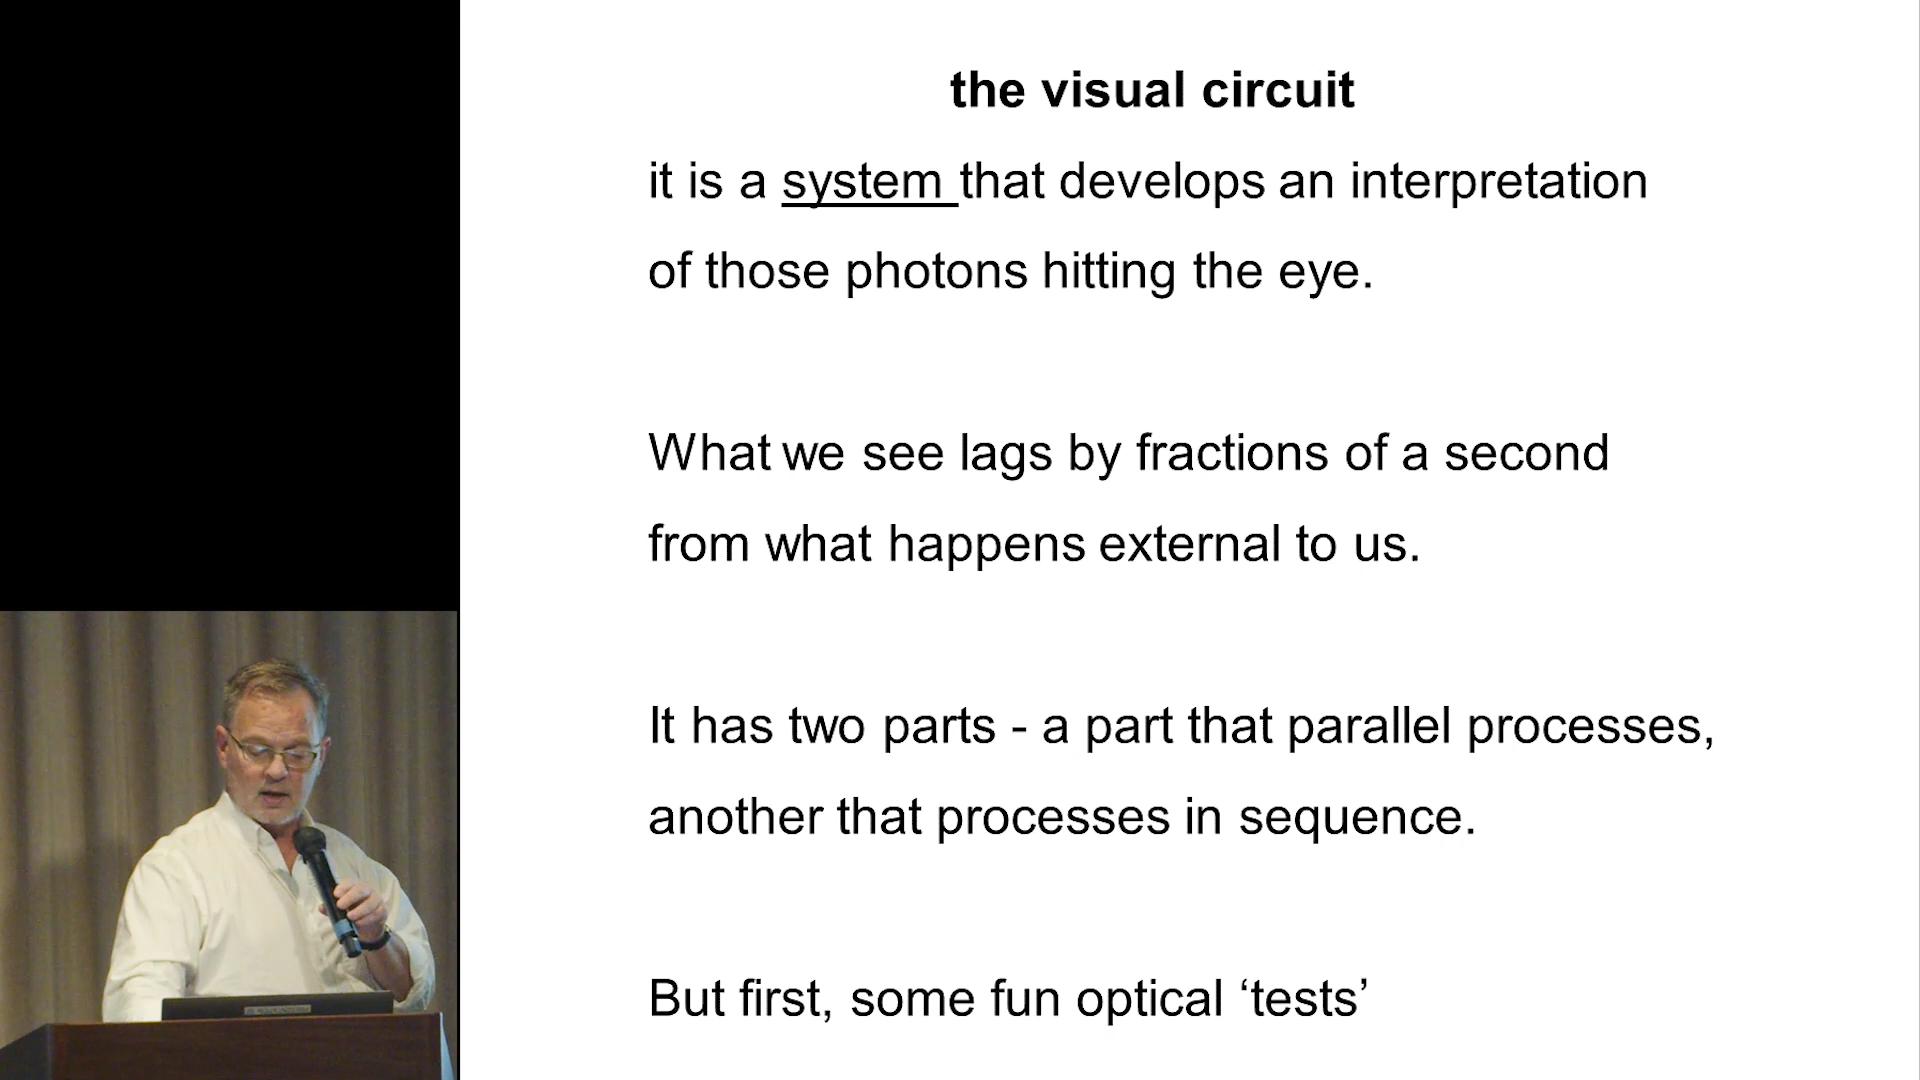 the visual circuit
it is a system that develops an interpretation
of those photons hitting the eye.
What we see lags by fractions of a second
from what happens external to us.
It has two parts - a part that parallel processes,
another that processes in sequence.
But first, some fun optical ‘tests’